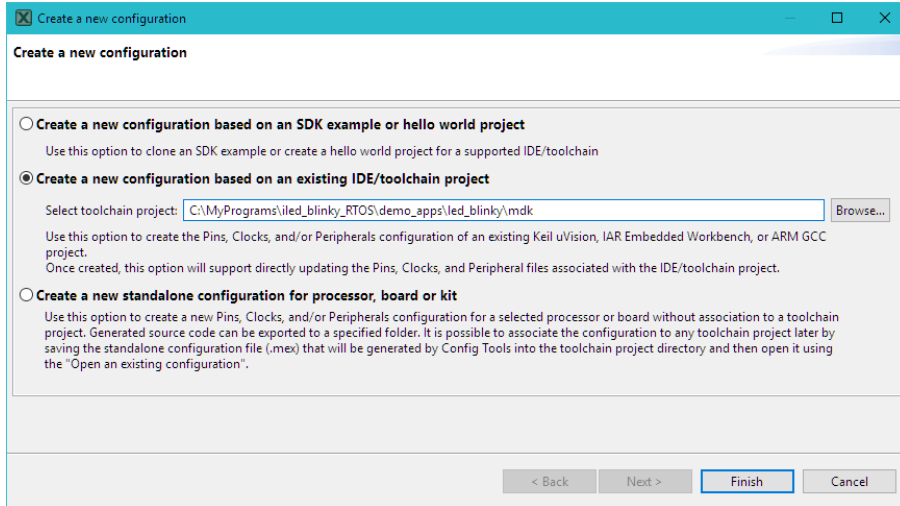 Create a new configuration
Create a new configuration
Create a new configuration based on an SDK example or hello world project
Use this option to clone an SDK example or create a hello world project for a supported IDE/toolchain
Create a new configuration based on an existing IDE/toolchain project
Select toolchain project: C:\MyPrograms\iled_blinky_RTOS\demo_apps\led_blinky\mdk Browse...
Use this option to create the Pins, Clocks, and/or Peripherals configuration of an existing Keil uVision, IAR Embedded Workbench, or ARM GCC
project.
Once created, this option will support directly updating the Pins, Clocks, and Peripheral files associated with the IDE/toolchain project.
Create a new standalone configuration for processor, board or kit
Use this option to create a new Pins, Clocks, and/or Peripherals configuration for a selected processor or board without association to a toolchain
project. Generated source code can be exported to a specified folder. It is possible to associate the configuration to any toolchain project later by
saving the standalone configuration file (.mex) that will be generated by Config Tools into the toolchain project directory and then open it using
the "Open an existing configuration".
< Back Next > Finish Cancel